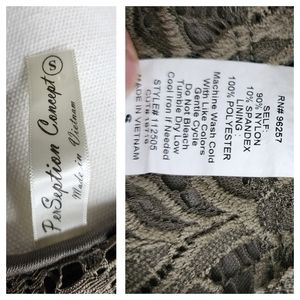 PerSeption Concept
S
Made in Vietnam
RN# 96257
SELF:
90% NYLON
10% SPANDEX
LINING:
100% POLYESTER
Machine Wash Cold
With Like Colors
Gentle Cycle
Do Not Bleach
Tumble Dry Low
Cool Iron If Needed
MADE IN VIETNAM